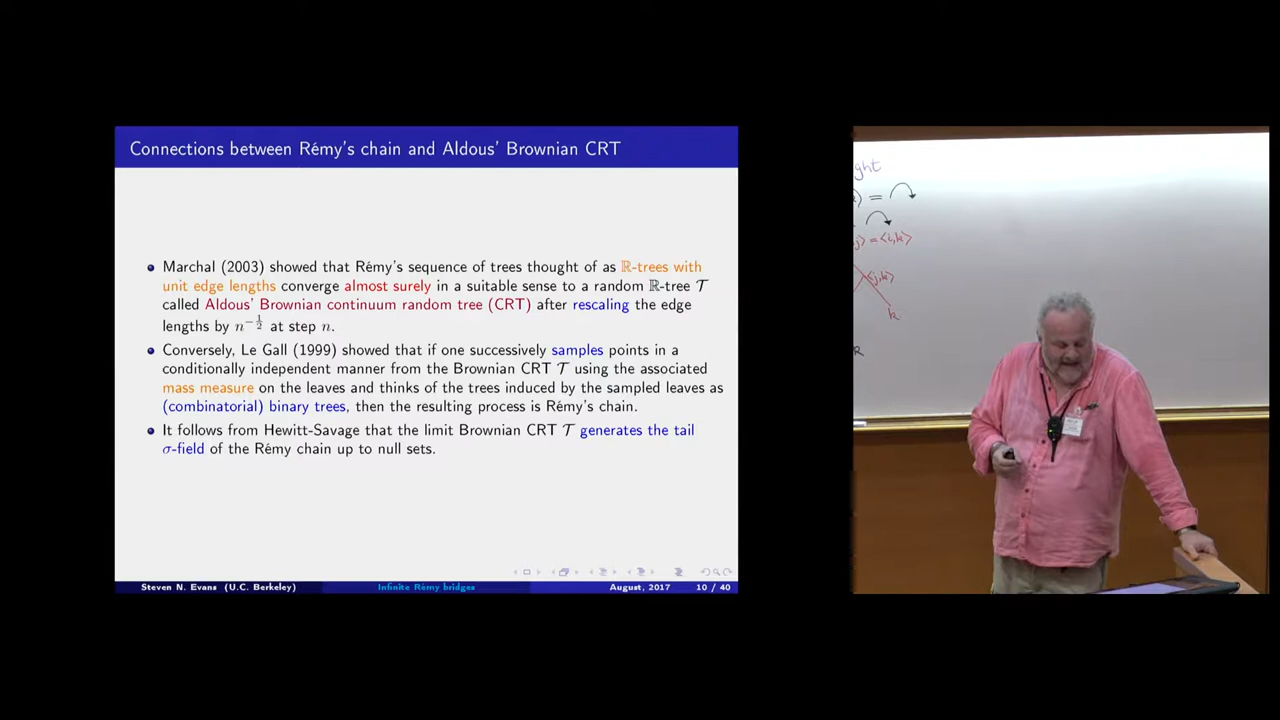 Connections between Rémy's chain and Aldous' Brownian CRT
Marchal (2003) showed that Rémy's sequence of trees thought of as ℝ-trees with
unit edge lengths converge almost surely in a suitable sense to a random ℝ-tree 𝒯
called Aldous' Brownian continuum random tree (CRT) after rescaling the edge
lengths by n^{-1/2} at step n.
Conversely, Le Gall (1999) showed that if one successively samples points in a
conditionally independent manner from the Brownian CRT 𝒯 using the associated
mass measure on the leaves and thinks of the trees induced by the sampled leaves as
(combinatorial) binary trees, then the resulting process is Rémy's chain.
It follows from Hewitt-Savage that the limit Brownian CRT 𝒯 generates the tail
σ-field of the Rémy chain up to null sets.
Steven N. Evans (U.C. Berkeley) Infinite Rémy bridges August, 2017 10 / 40
ght
) =
j> = <i,k>
<j,k>
k
R